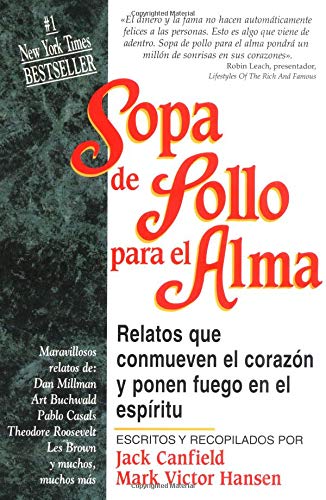 #1
New York Times
BESTSELLER
«El dinero y la fama no hacen automáticamente
felices a las personas. Esto es algo que viene de
adentro. Sopa de pollo para el alma pondrá un
millón de sonrisas en sus corazones».
Robin Leach, presentador,
Lifestyles Of The Rich And Famous
Sopa
de Pollo
para el
Alma
Relatos que
conmueven el corazón
y ponen fuego en el
espíritu
Maravillosos
relatos de:
Dan Millman
Art Buchwald
Pablo Casals
Theodore Roosevelt
Les Brown
y muchos,
muchos más
ESCRITOS Y RECOPILADOS POR
Jack Canfield
Mark Victor Hansen
Copyrighted Material
Copyrighted Material